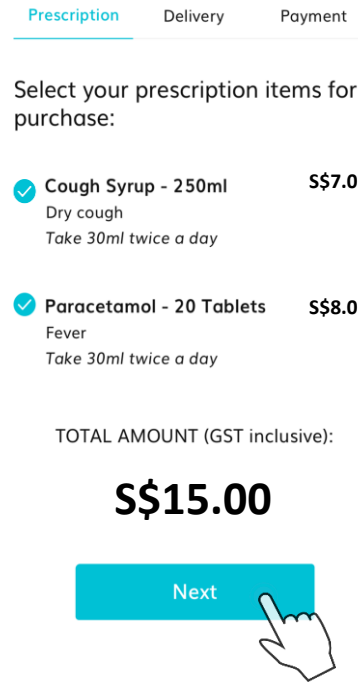 Prescription Delivery Payment
Select your prescription items for
purchase:
Cough Syrup - 250ml S$7.0
Dry cough
Take 30ml twice a day
Paracetamol - 20 Tablets S$8.0
Fever
Take 30ml twice a day
TOTAL AMOUNT (GST inclusive):
S$15.00
Next